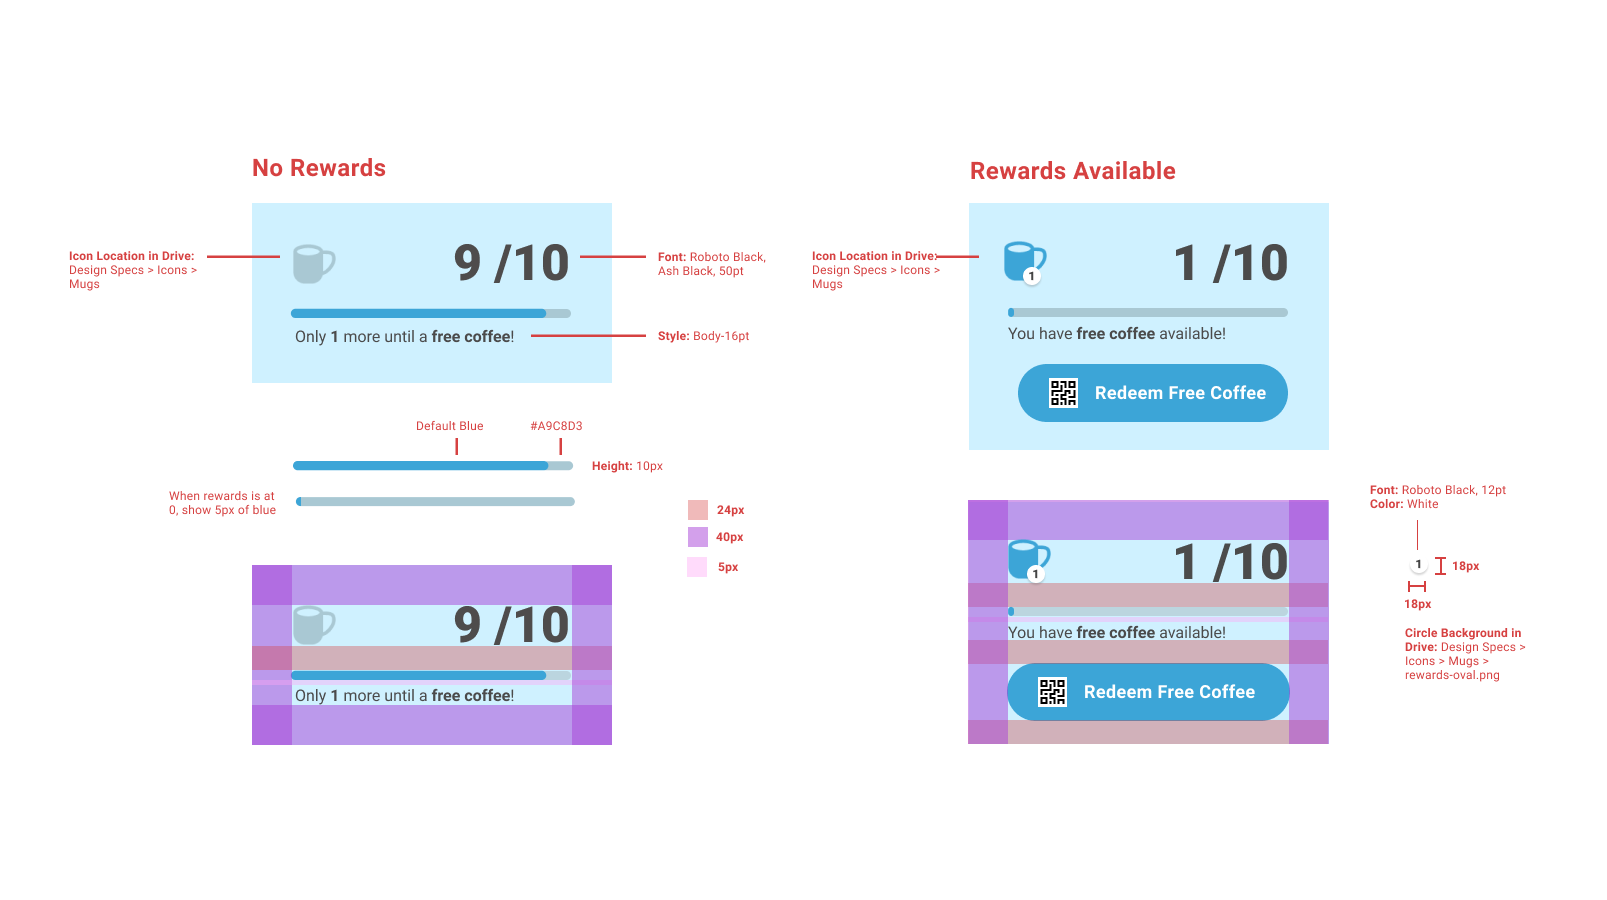 No Rewards
Icon Location in Drive:
Design Specs > Icons >
Mugs
9 /10
Font: Roboto Black,
Ash Black, 50pt
Only 1 more until a free coffee!
Style: Body-16pt
Default Blue
#A9C8D3
Height: 10px
When rewards is at
0, show 5px of blue
24px
40px
5px
9 /10
Only 1 more until a free coffee!
Rewards Available
Icon Location in Drive:
Design Specs > Icons >
Mugs
1
1 /10
You have free coffee available!
Redeem Free Coffee
1
1 /10
You have free coffee available!
Redeem Free Coffee
Font: Roboto Black, 12pt
Color: White
1
18px
18px
Circle Background in
Drive: Design Specs >
Icons > Mugs >
rewards-oval.png